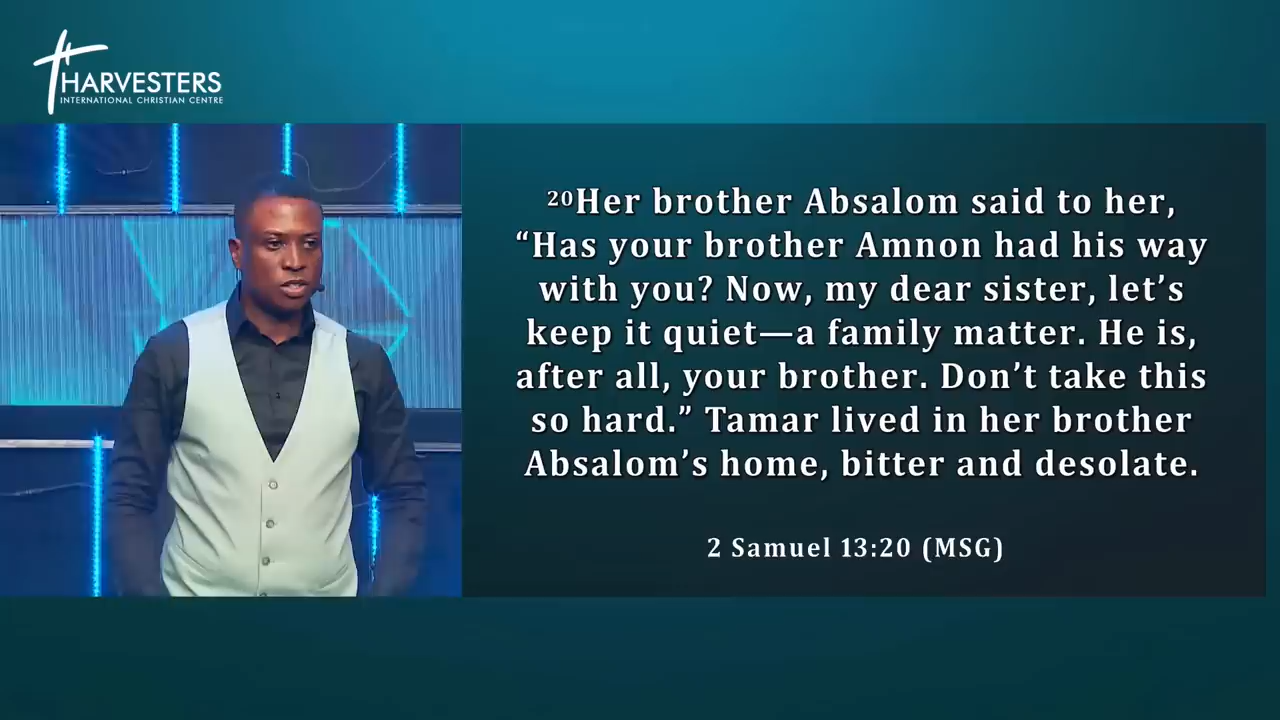 HARVESTERS
INTERNATIONAL CHRISTIAN CENTRE
20Her brother Absalom said to her,
“Has your brother Amnon had his way
with you? Now, my dear sister, let’s
keep it quiet—a family matter. He is,
after all, your brother. Don’t take this
so hard.” Tamar lived in her brother
Absalom’s home, bitter and desolate.
2 Samuel 13:20 (MSG)